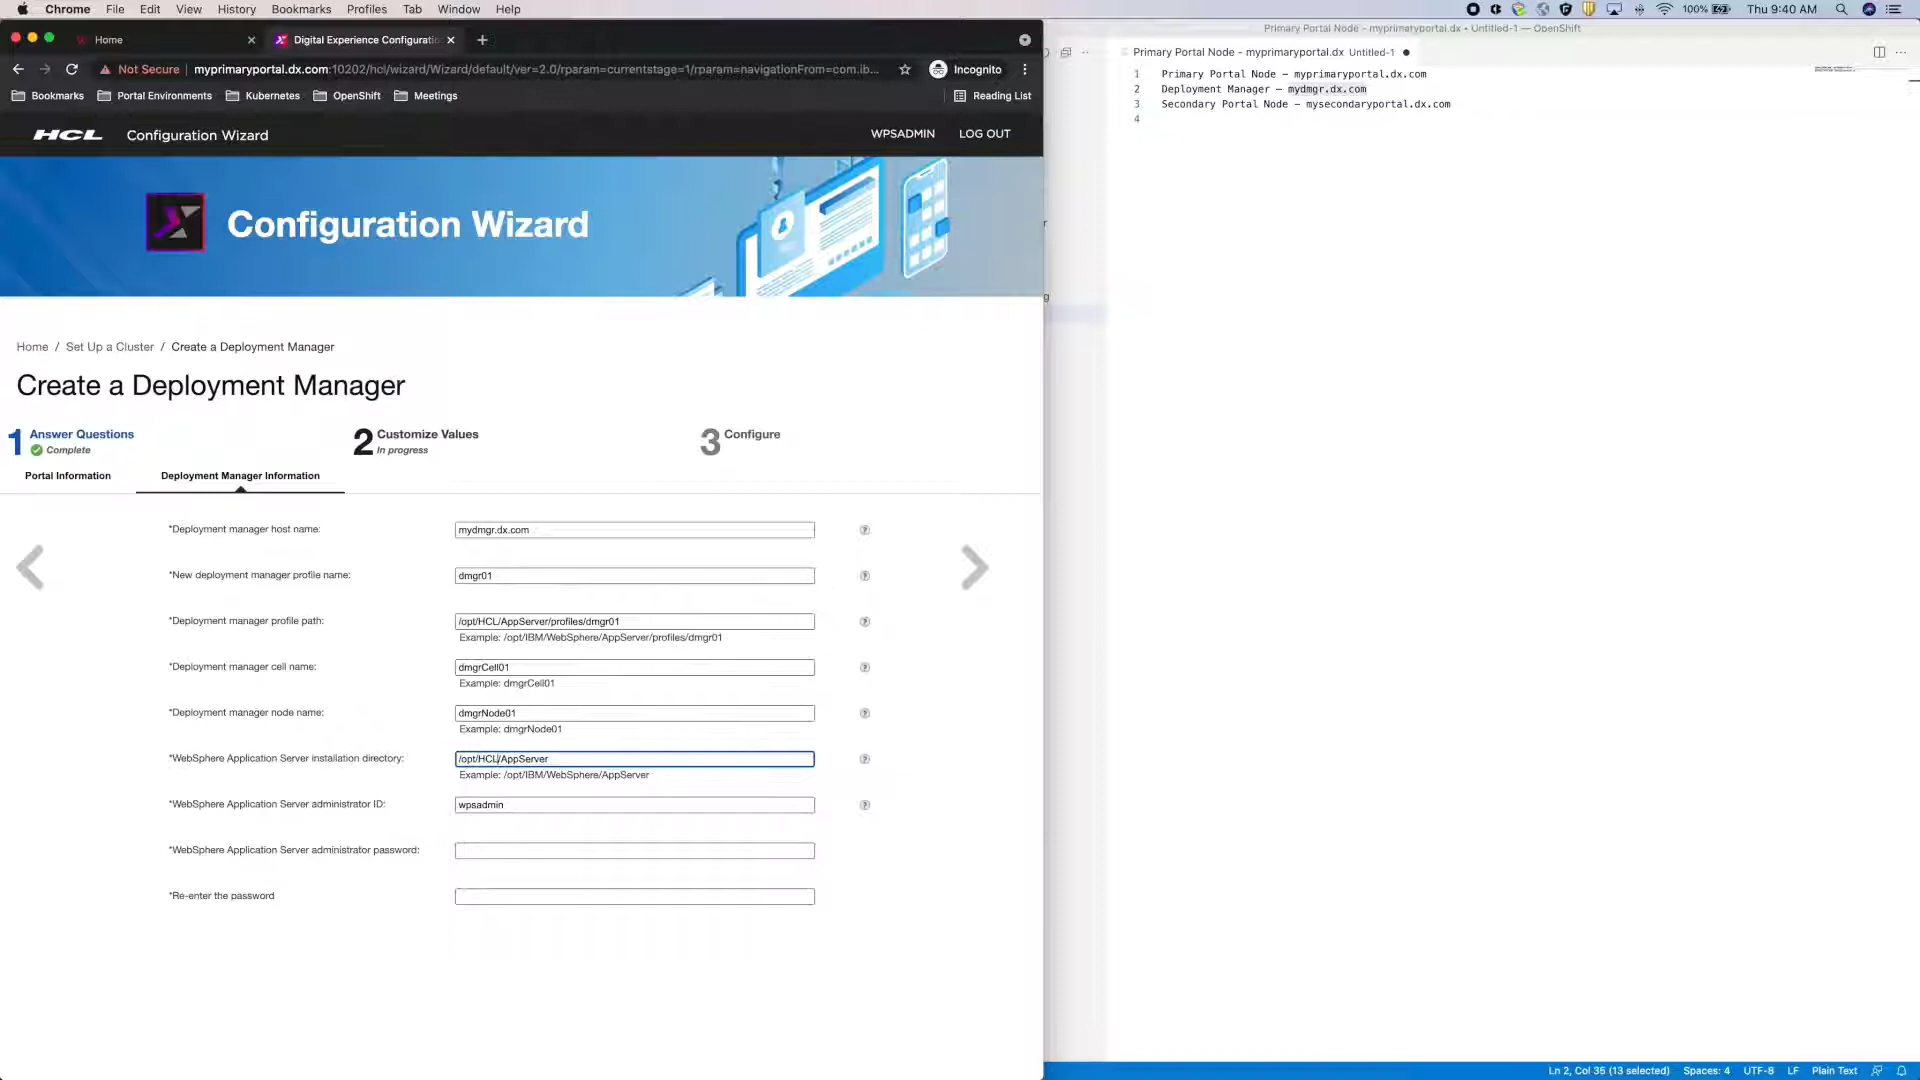 Chrome File Edit View History Bookmarks Profiles Tab Window Help
100% Thu 9:40 AM
Home
Digital Experience Configuratio
Primary Portal Node - myprimaryportal.dx • Untitled-1 — OpenShift
Not Secure myprimaryportal.dx.com:10202/hcl/wizard/Wizard/default/ver=2.0/rparam=currentstage=1/rparam=navigationFrom=com.ib... Incognito
Bookmarks Portal Environments Kubernetes OpenShift Meetings Reading List
HCL Configuration Wizard WPSADMIN LOG OUT
Configuration Wizard
Home / Set Up a Cluster / Create a Deployment Manager
Create a Deployment Manager
1 Answer Questions
Complete
2 Customize Values
In progress
3 Configure
Portal Information Deployment Manager Information
*Deployment manager host name: mydmgr.dx.com
*New deployment manager profile name: dmgr01
*Deployment manager profile path: /opt/HCL/AppServer/profiles/dmgr01
Example: /opt/IBM/WebSphere/AppServer/profiles/dmgr01
*Deployment manager cell name: dmgrCell01
Example: dmgrCell01
*Deployment manager node name: dmgrNode01
Example: dmgrNode01
*WebSphere Application Server installation directory: /opt/HCL/AppServer
Example: /opt/IBM/WebSphere/AppServer
*WebSphere Application Server administrator ID: wpsadmin
*WebSphere Application Server administrator password:
*Re-enter the password
Primary Portal Node - myprimaryportal.dx Untitled-1
1 Primary Portal Node - myprimaryportal.dx.com
2 Deployment Manager - mydmgr.dx.com
3 Secondary Portal Node - mysecondaryportal.dx.com
4
Ln 2, Col 35 (13 selected) Spaces: 4 UTF-8 LF Plain Text